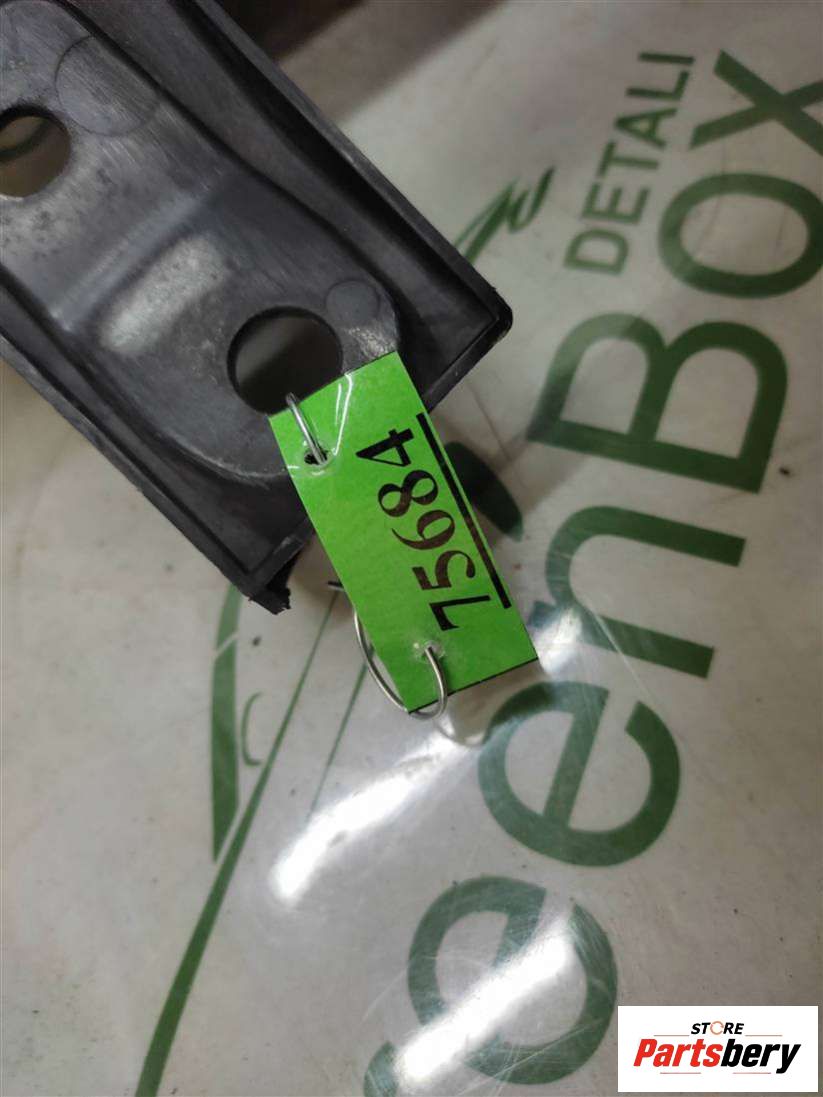 DETALI
eenBOX
75684
STORE
Partsbery